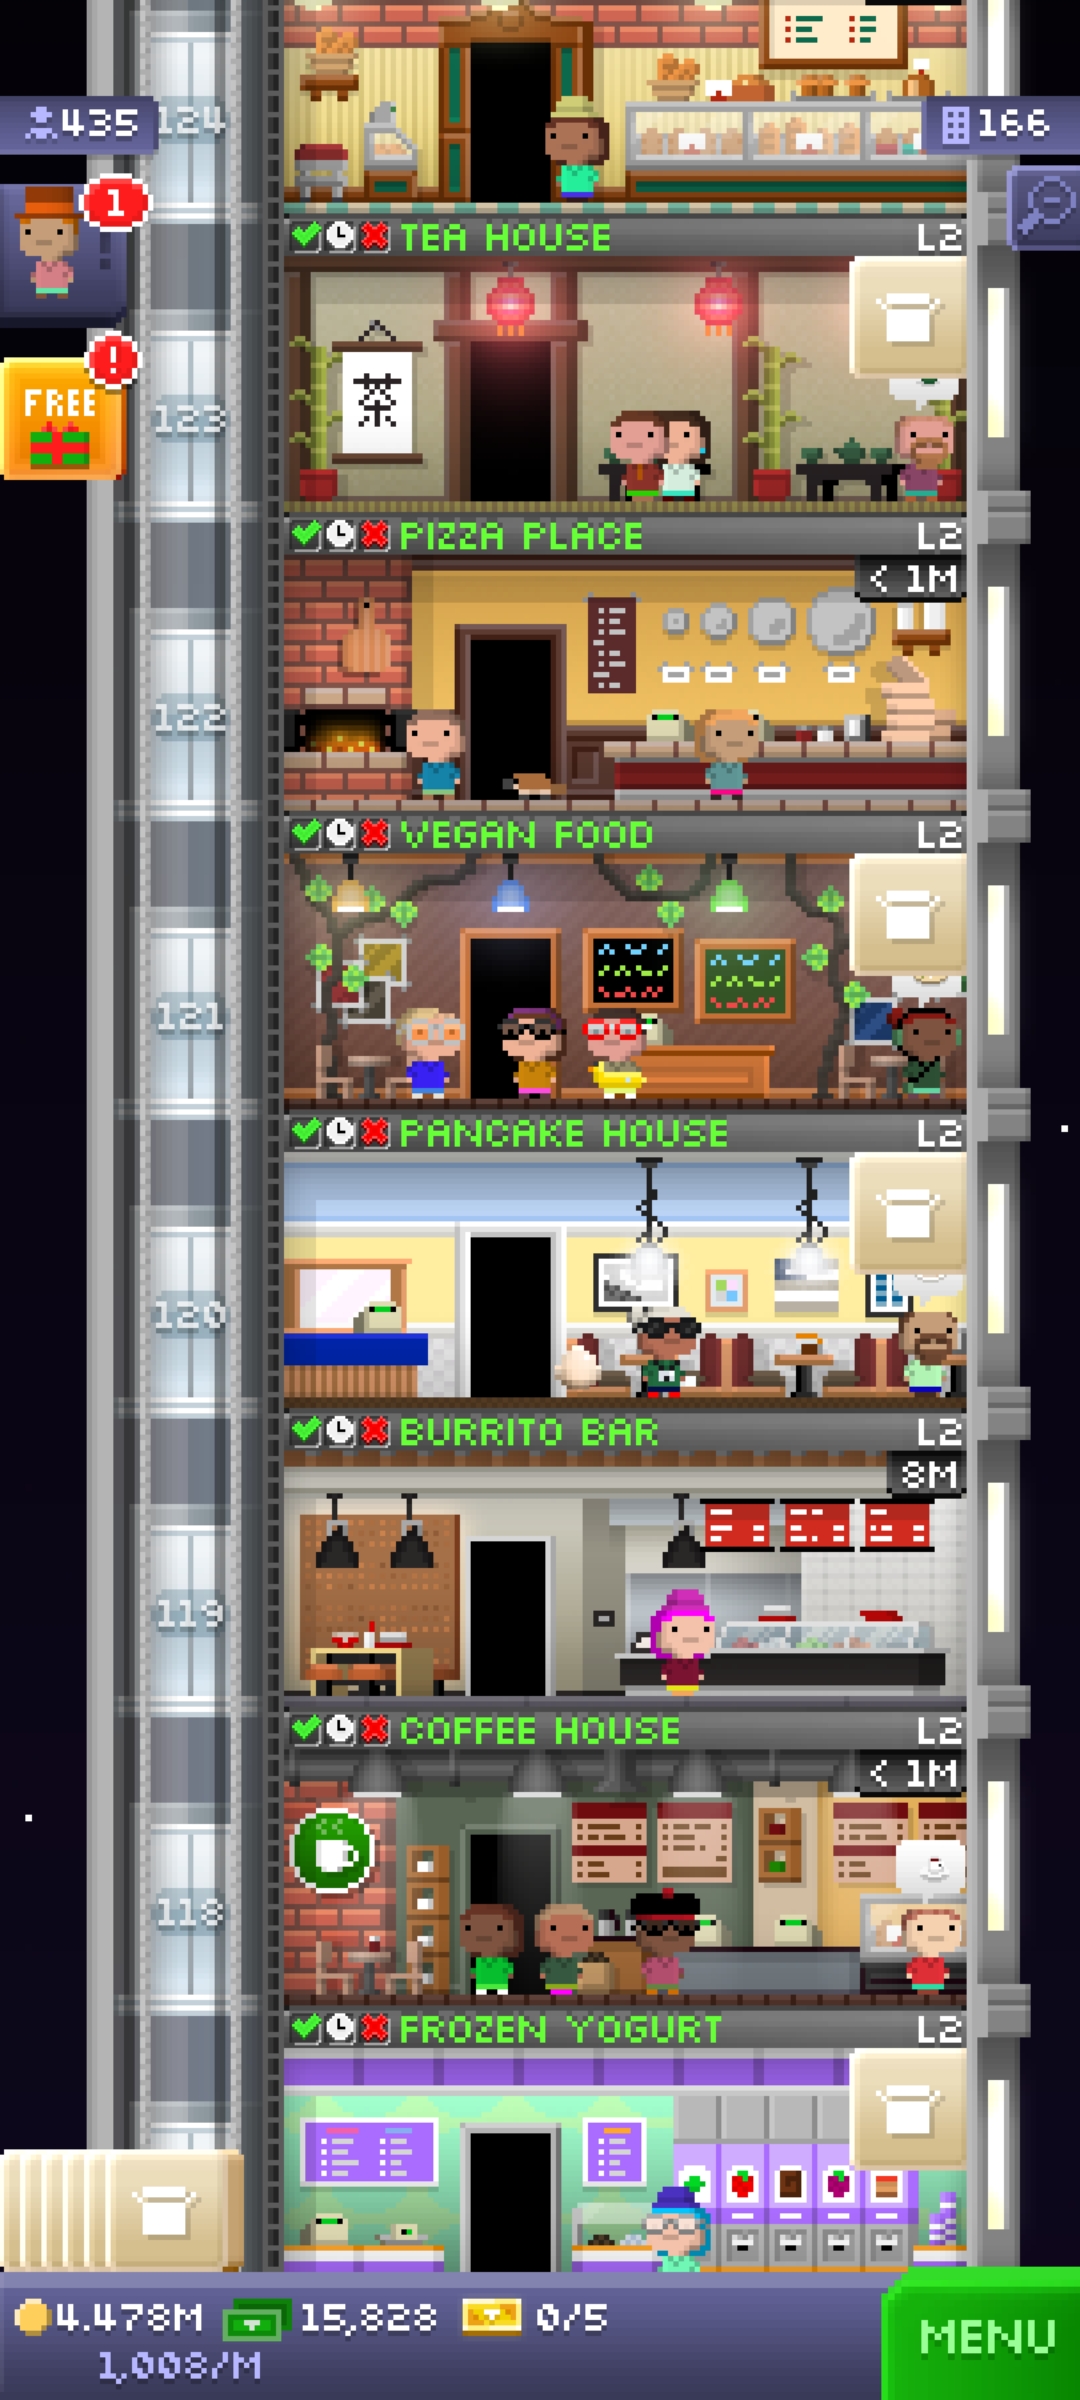 124
435
166
1
TEA HOUSE L2
!
FREE
茶
123
PIZZA PLACE L2
< 1M
122
VEGAN FOOD L2
121
PANCAKE HOUSE L2
120
BURRITO BAR L2
8M
119
COFFEE HOUSE L2
< 1M
118
FROZEN YOGURT L2
4.478M 15,828 0/5
1,008/M
MENU